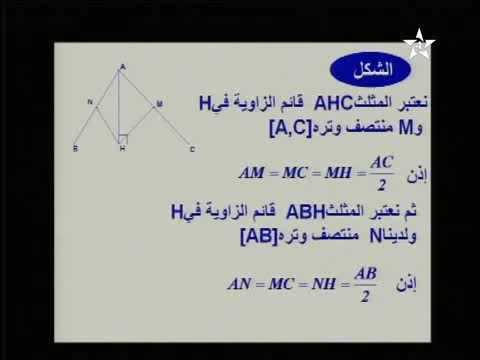 الشكل
نعتبر المثلث AHC قائم الزاوية في H
و M منتصف وتره [A,C]
إذن AM = MC = MH = AC/2
ثم نعتبر المثلث ABH قائم الزاوية في H
ولدينا N منتصف وتره [AB]
إذن AN = MC = NH = AB/2
A
N
M
B
H
C